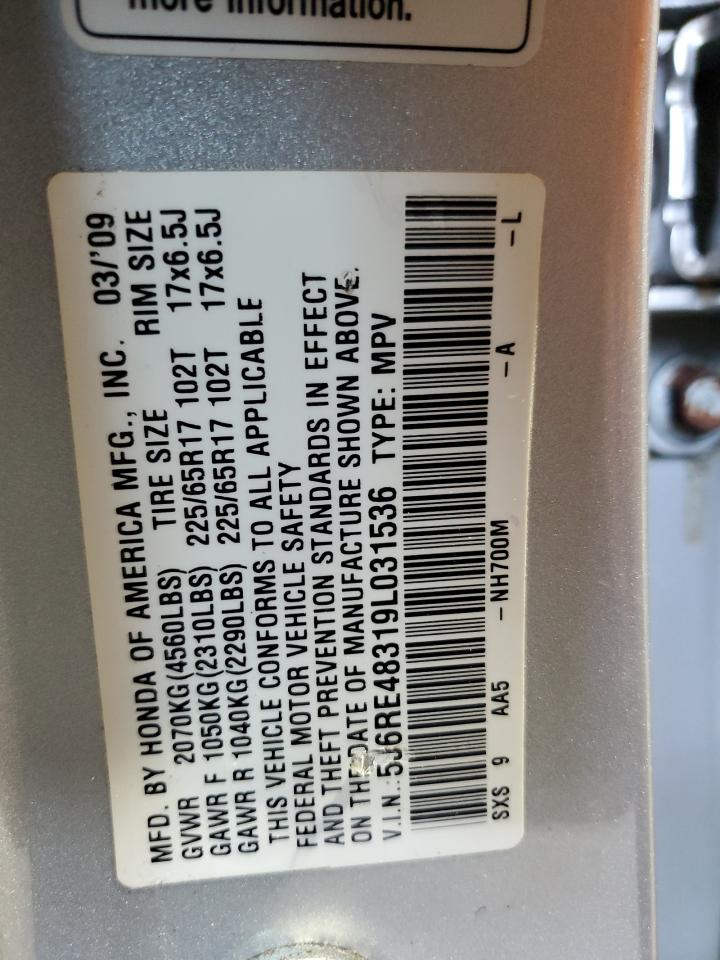 more information.
MFD. BY HONDA OF AMERICA MFG., INC. 03/'09
GVWR 2070KG(4560LBS) TIRE SIZE RIM SIZE
GAWR F 1050KG(2310LBS) 225/65R17 102T 17x6.5J
GAWR R 1040KG(2290LBS) 225/65R17 102T 17x6.5J
THIS VEHICLE CONFORMS TO ALL APPLICABLE
FEDERAL MOTOR VEHICLE SAFETY
AND THEFT PREVENTION STANDARDS IN EFFECT
ON THE DATE OF MANUFACTURE SHOWN ABOVE.
V.I.N.:5J6RE48319L031536 TYPE: MPV
SXS 9 AA5 -NH700M -A -L